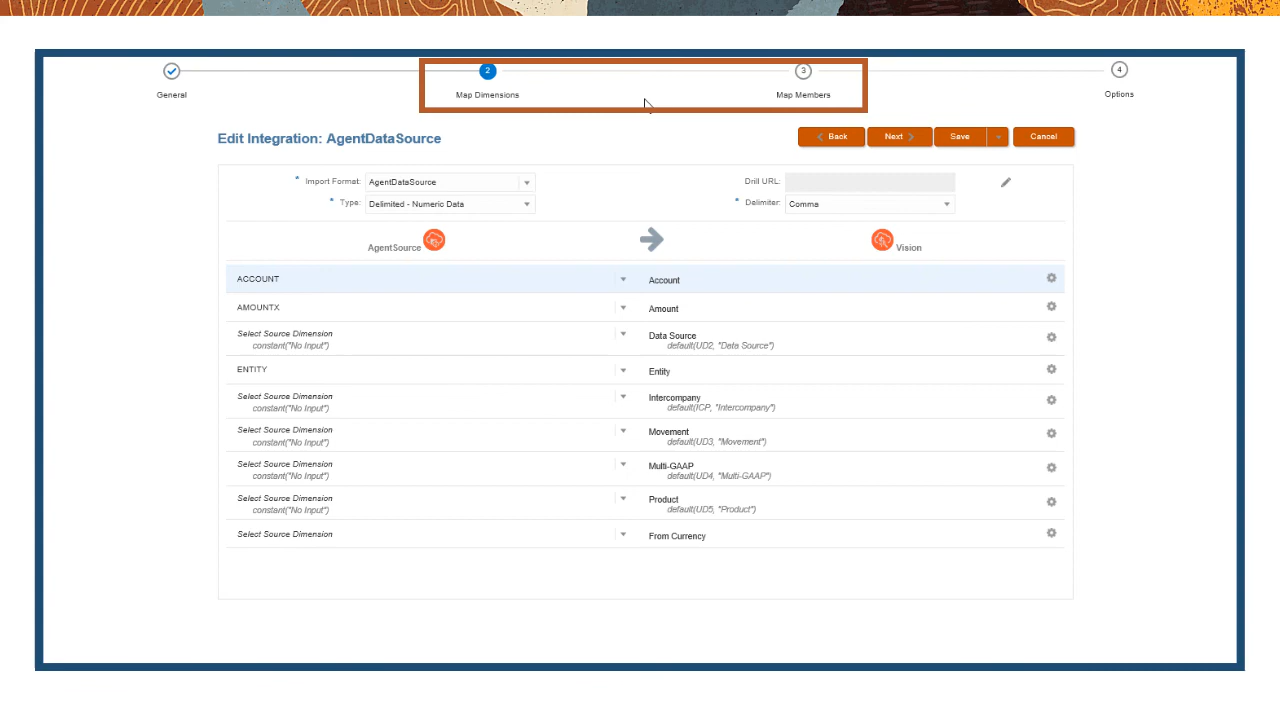 2
3
4
General
Map Dimensions
Map Members
Options
Edit Integration: AgentDataSource
Back
Next
Save
Cancel
* Import Format: AgentDataSource
Drill URL:
* Type: Delimited - Numeric Data
* Delimiter: Comma
AgentSource
Vision
ACCOUNT
Account
AMOUNTX
Amount
Select Source Dimension
constant("No Input")
Data Source
default(UD2, "Data Source")
ENTITY
Entity
Select Source Dimension
constant("No Input")
Intercompany
default(ICP, "Intercompany")
Select Source Dimension
constant("No Input")
Movement
default(UD3, "Movement")
Select Source Dimension
constant("No Input")
Multi-GAAP
default(UD4, "Multi-GAAP")
Select Source Dimension
constant("No Input")
Product
default(UD5, "Product")
Select Source Dimension
From Currency